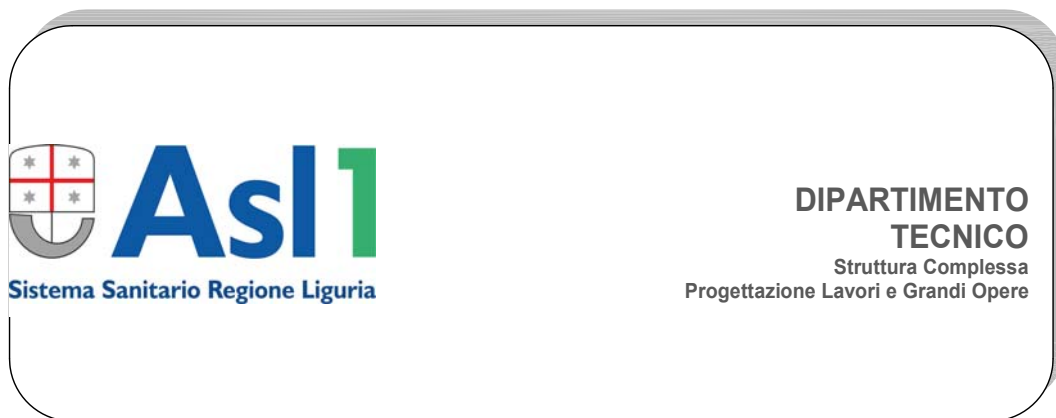 Asl1
Sistema Sanitario Regione Liguria
DIPARTIMENTO
TECNICO
Struttura Complessa
Progettazione Lavori e Grandi Opere